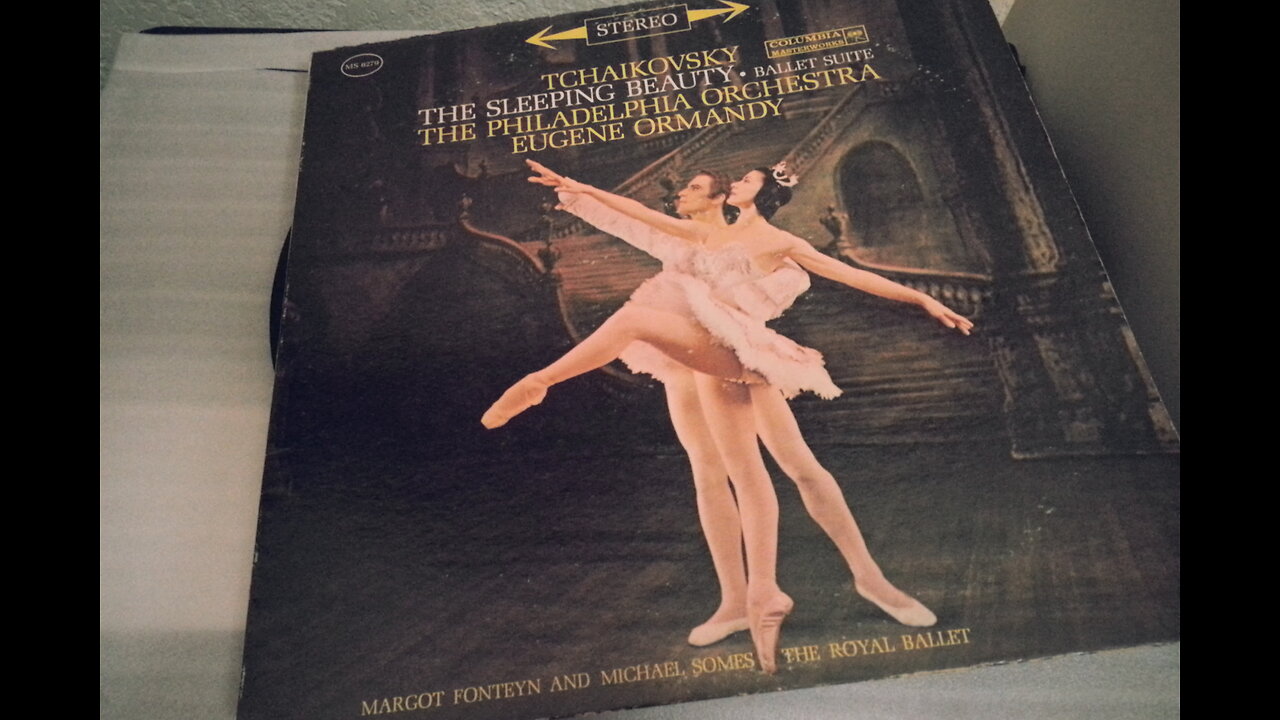 STEREO
MS 6279
COLUMBIA
MASTERWORKS
TCHAIKOVSKY
THE SLEEPING BEAUTY • BALLET SUITE
THE PHILADELPHIA ORCHESTRA
EUGENE ORMANDY
MARGOT FONTEYN AND MICHAEL SOMES THE ROYAL BALLET